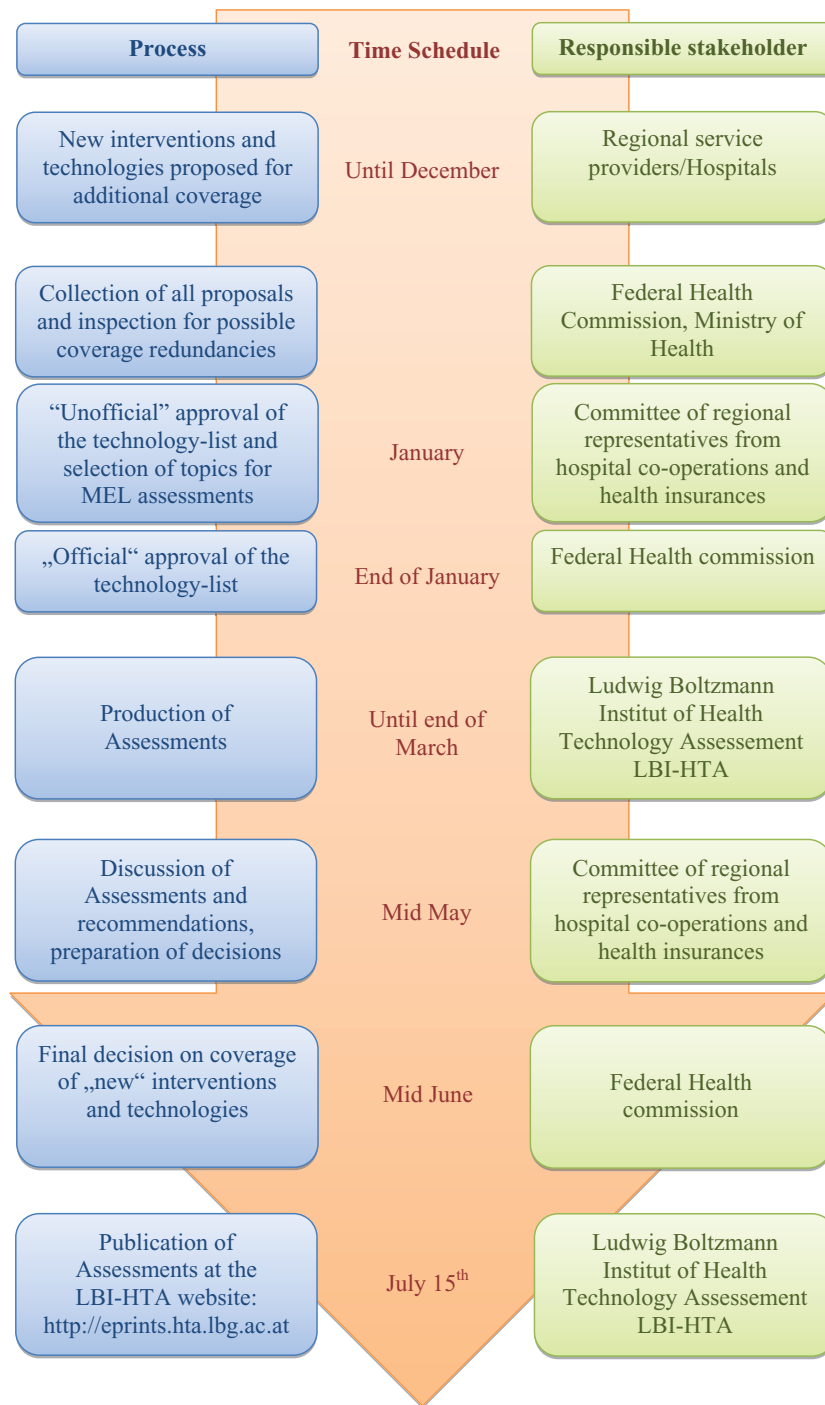 Process
Time Schedule
Responsible stakeholder
New interventions and
technologies proposed for
additional coverage
Until December
Regional service
providers/Hospitals
Collection of all proposals
and inspection for possible
coverage redundancies
Federal Health
Commission, Ministry of
Health
“Unofficial” approval of
the technology-list and
selection of topics for
MEL assessments
January
Committee of regional
representatives from
hospital co-operations and
health insurances
„Official“ approval of the
technology-list
End of January
Federal Health commission
Production of
Assessments
Until end of
March
Ludwig Boltzmann
Institut of Health
Technology Assessement
LBI-HTA
Discussion of
Assessments and
recommendations,
preparation of decisions
Mid May
Committee of regional
representatives from
hospital co-operations and
health insurances
Final decision on coverage
of „new“ interventions
and technologies
Mid June
Federal Health
commission
Publication of
Assessments at the
LBI-HTA website:
http://eprints.hta.lbg.ac.at
July 15th
Ludwig Boltzmann
Institut of Health
Technology Assessement
LBI-HTA